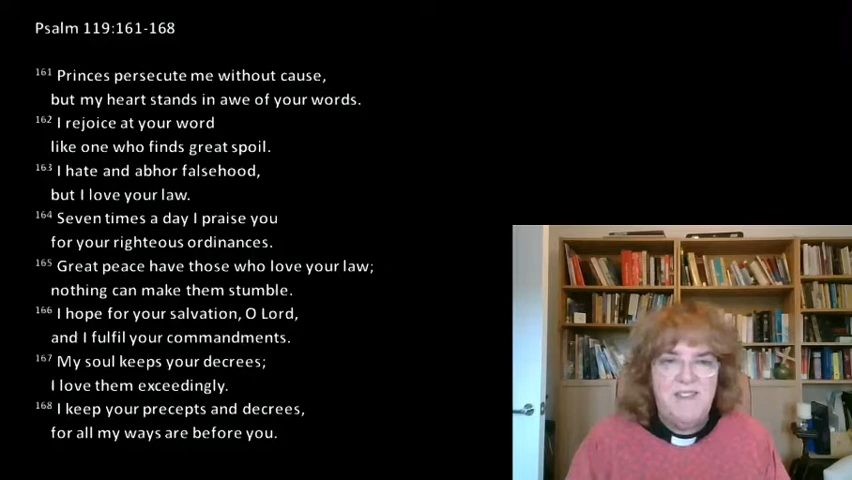 Psalm 119:161-168
161 Princes persecute me without cause,
but my heart stands in awe of your words.
162 I rejoice at your word
like one who finds great spoil.
163 I hate and abhor falsehood,
but I love your law.
164 Seven times a day I praise you
for your righteous ordinances.
165 Great peace have those who love your law;
nothing can make them stumble.
166 I hope for your salvation, O Lord,
and I fulfil your commandments.
167 My soul keeps your decrees;
I love them exceedingly.
168 I keep your precepts and decrees,
for all my ways are before you.